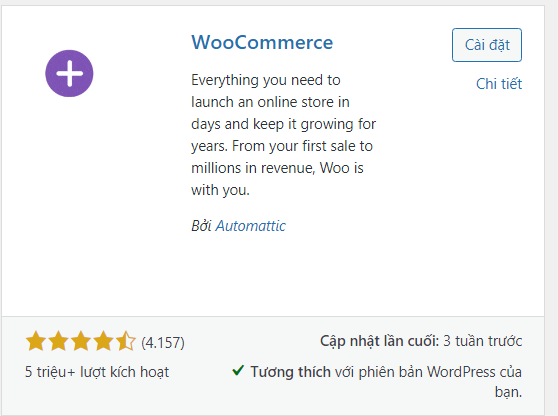 WooCommerce
Cài đặt
Chi tiết
Everything you need to
launch an online store in
days and keep it growing for
years. From your first sale to
millions in revenue, Woo is
with you.
Bởi Automattic
(4.157)
Cập nhật lần cuối: 3 tuần trước
5 triệu+ lượt kích hoạt
Tương thích với phiên bản WordPress của
bạn.